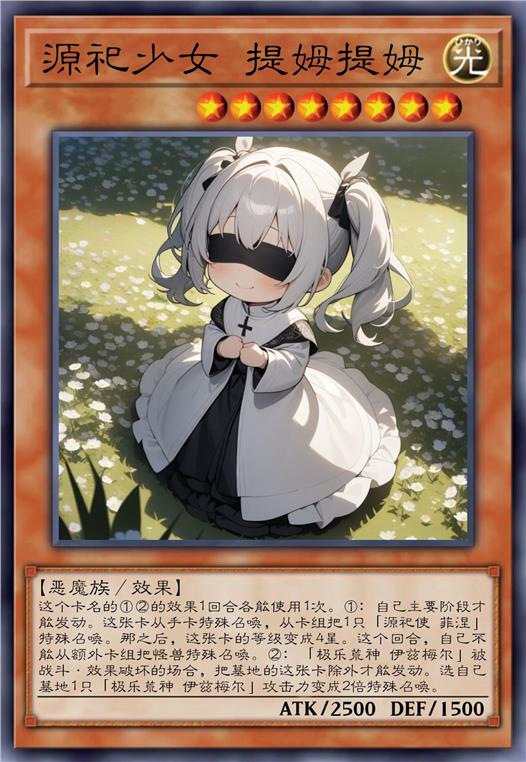 源祀少女 提姆提姆
ひかり
光
【恶魔族／效果】
这个卡名的①②的效果1回合各能使用1次。①：自己主要阶段才
能发动。这张卡从手卡特殊召唤，从卡组把1只「源祀使 菲涅」
特殊召唤。那之后，这张卡的等级变成4星。这个回合，自己不
能从额外卡组把怪兽特殊召唤。②：「极乐荒神 伊兹梅尔」被
战斗·效果破坏的场合，把墓地的这张卡除外才能发动。选自己
墓地1只「极乐荒神 伊兹梅尔」攻击力变成2倍特殊召唤。
ATK/2500 DEF/1500